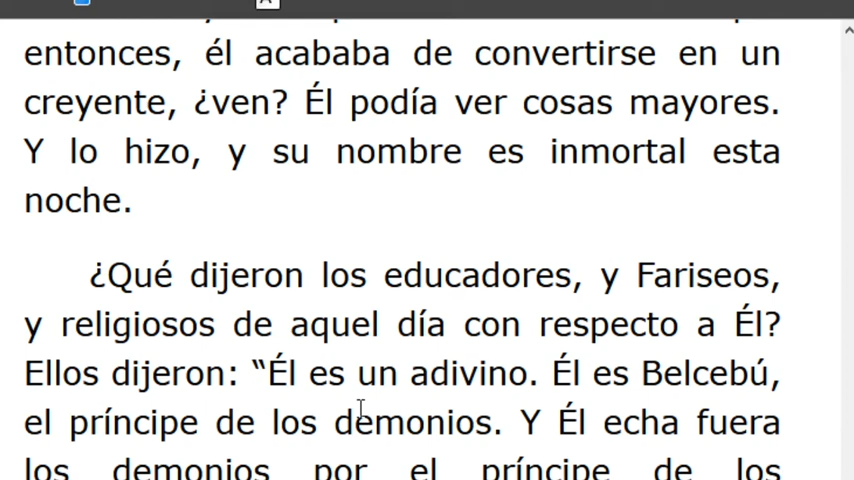 entonces, él acababa de convertirse en un
creyente, ¿ven? Él podía ver cosas mayores.
Y lo hizo, y su nombre es inmortal esta
noche.
¿Qué dijeron los educadores, y Fariseos,
y religiosos de aquel día con respecto a Él?
Ellos dijeron: “Él es un adivino. Él es Belcebú,
el príncipe de los demonios. Y Él echa fuera
los demonios por el príncipe de los